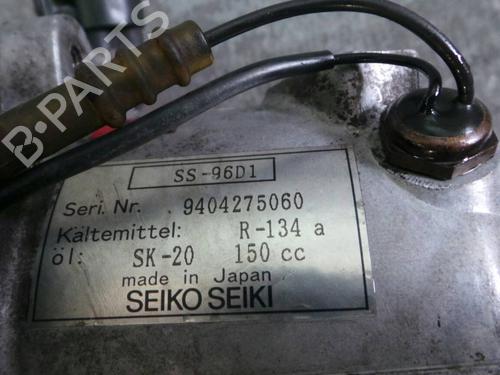 B·PARTS
SS-96D1
Seri. Nr. 9404275060
Kältemittel: R-134 a
öl: SK-20 150 cc
made in Japan
SEIKO SEIKI